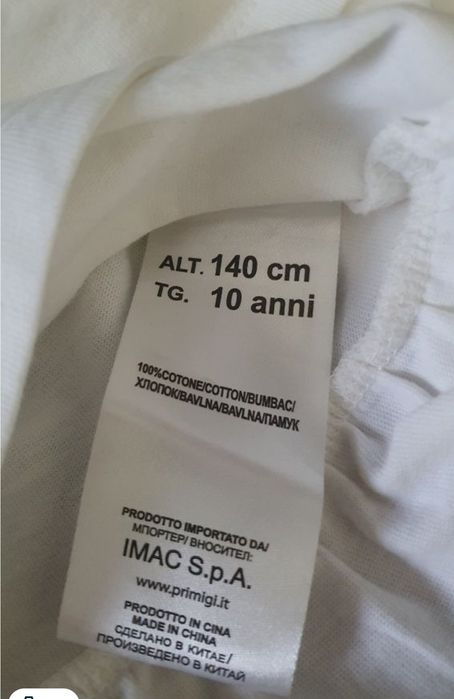 ALT. 140 cm
TG. 10 anni
100%COTONE/COTTON/BUMBAC/
ХЛОПОК/BAVLNA/BAVLNA/ПАМУК
PRODOTTO IMPORTATO DA/
МПОРТЕР/ ВНОСИТЕЛ:
IMAC S.p.A.
www.primigi.it
PRODOTTO IN CINA
MADE IN CHINA
СДЕЛАНО В КИТАЕ/
ПРОИЗВЕДЕНО В КИТАЙ